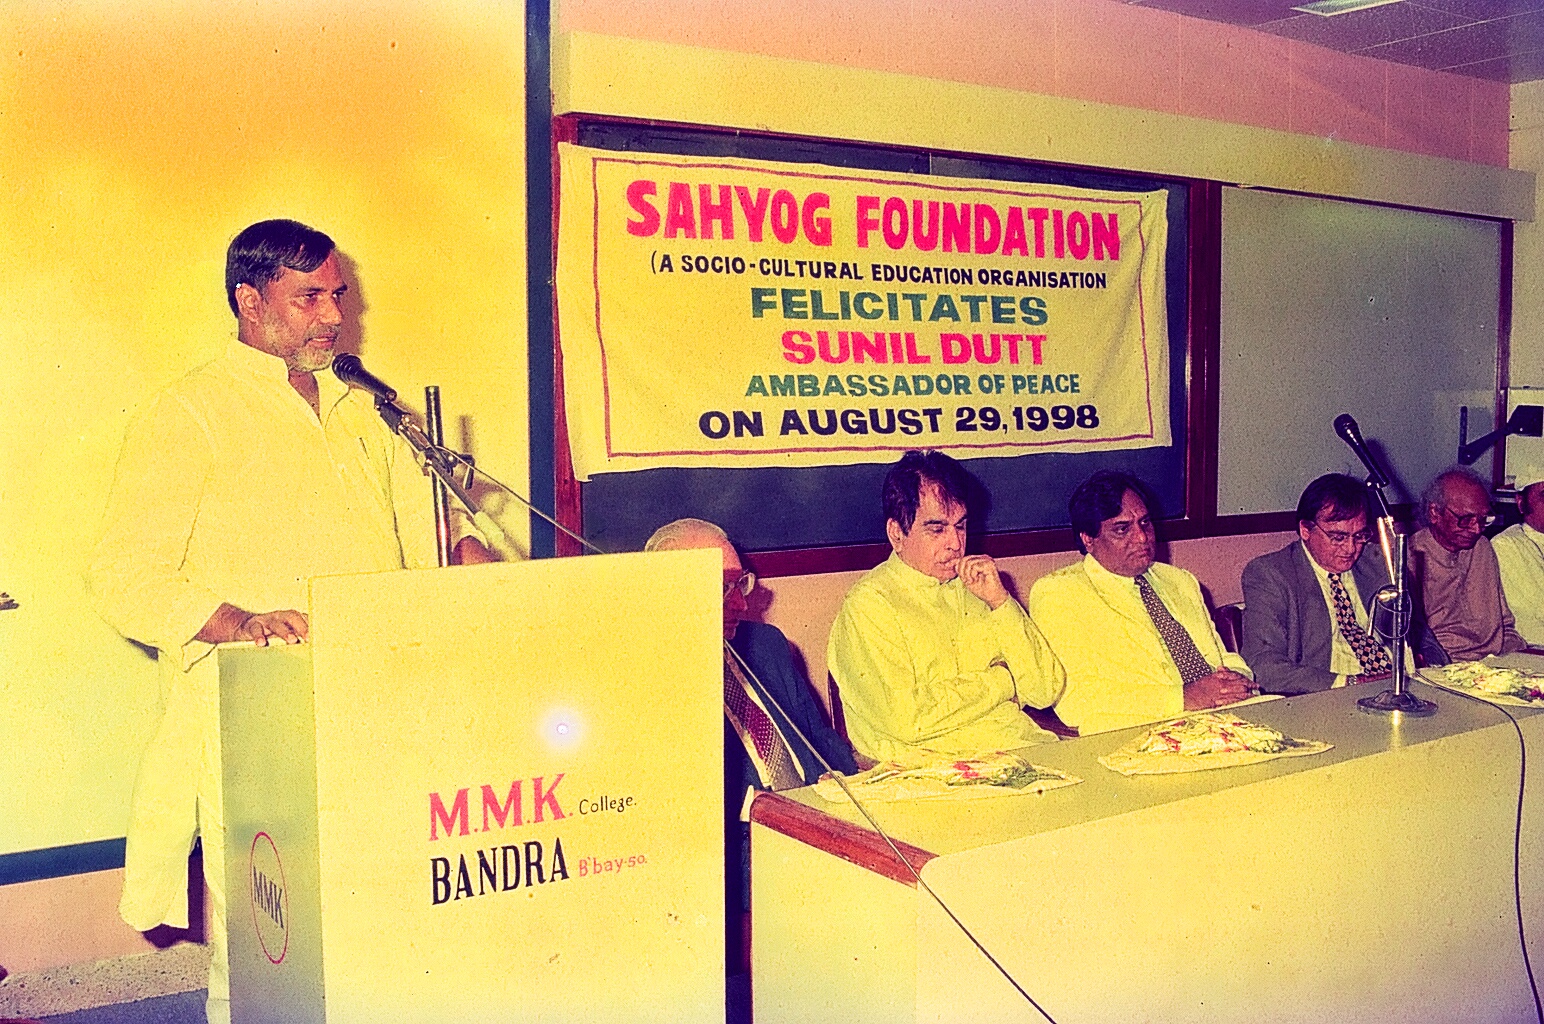 SAHYOG FOUNDATION
(A SOCIO-CULTURAL EDUCATION ORGANISATION
FELICITATES
SUNIL DUTT
AMBASSADOR OF PEACE
ON AUGUST 29,1998
M.M.K. College.
BANDRA B'bay-50.
MMK